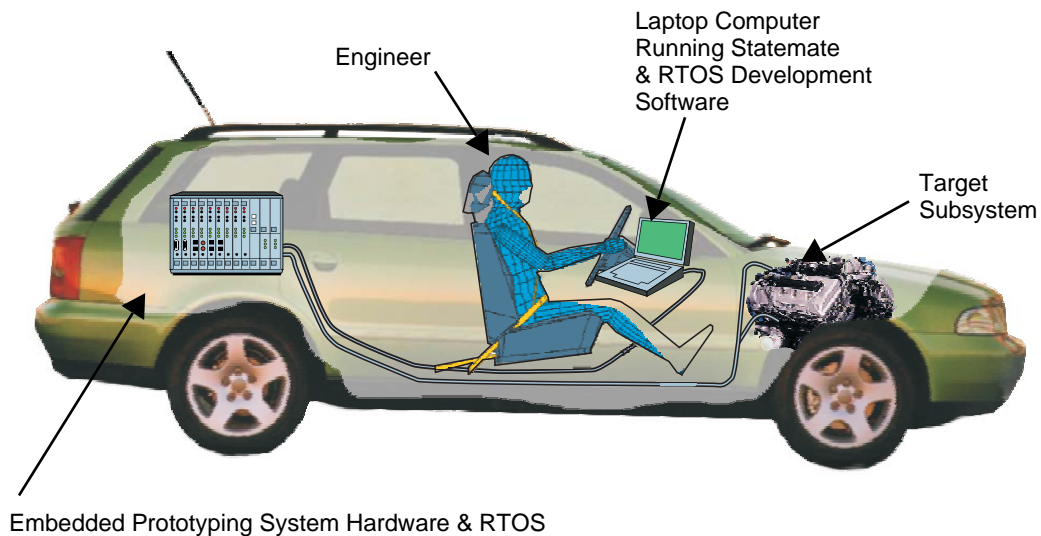 Engineer
Laptop Computer
Running Statemate
& RTOS Development
Software
Target
Subsystem
Embedded Prototyping System Hardware & RTOS